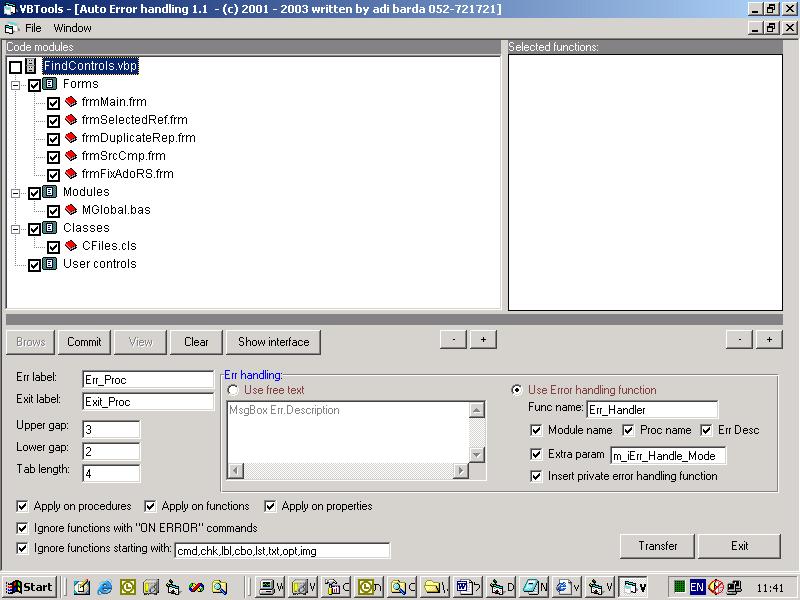 VBTools - [Auto Error handling 1.1 - (c) 2001 - 2003 written by adi barda 052-721721]
File Window
Code modules
Selected functions:
FindControls.vbp
Forms
frmMain.frm
frmSelectedRef.frm
frmDuplicateRep.frm
frmSrcCmp.frm
frmFixAdoRS.frm
Modules
MGlobal.bas
Classes
CFiles.cls
User controls
Brows Commit View Clear Show interface - + - +
Err label: Err_Proc
Exit label: Exit_Proc
Upper gap: 3
Lower gap: 2
Tab length: 4
Err handling:
Use free text
MsgBox Err.Description
Use Error handling function
Func name: Err_Handler
Module name Proc name Err Desc
Extra param m_iErr_Handle_Mode
Insert private error handling function
Apply on procedures Apply on functions Apply on properties
Ignore functions with "ON ERROR" commands
Ignore functions starting with: cmd,chk,lbl,cbo,lst,txt,opt,img
Transfer Exit
Start V V C n C \ D N v V V EN 11:41